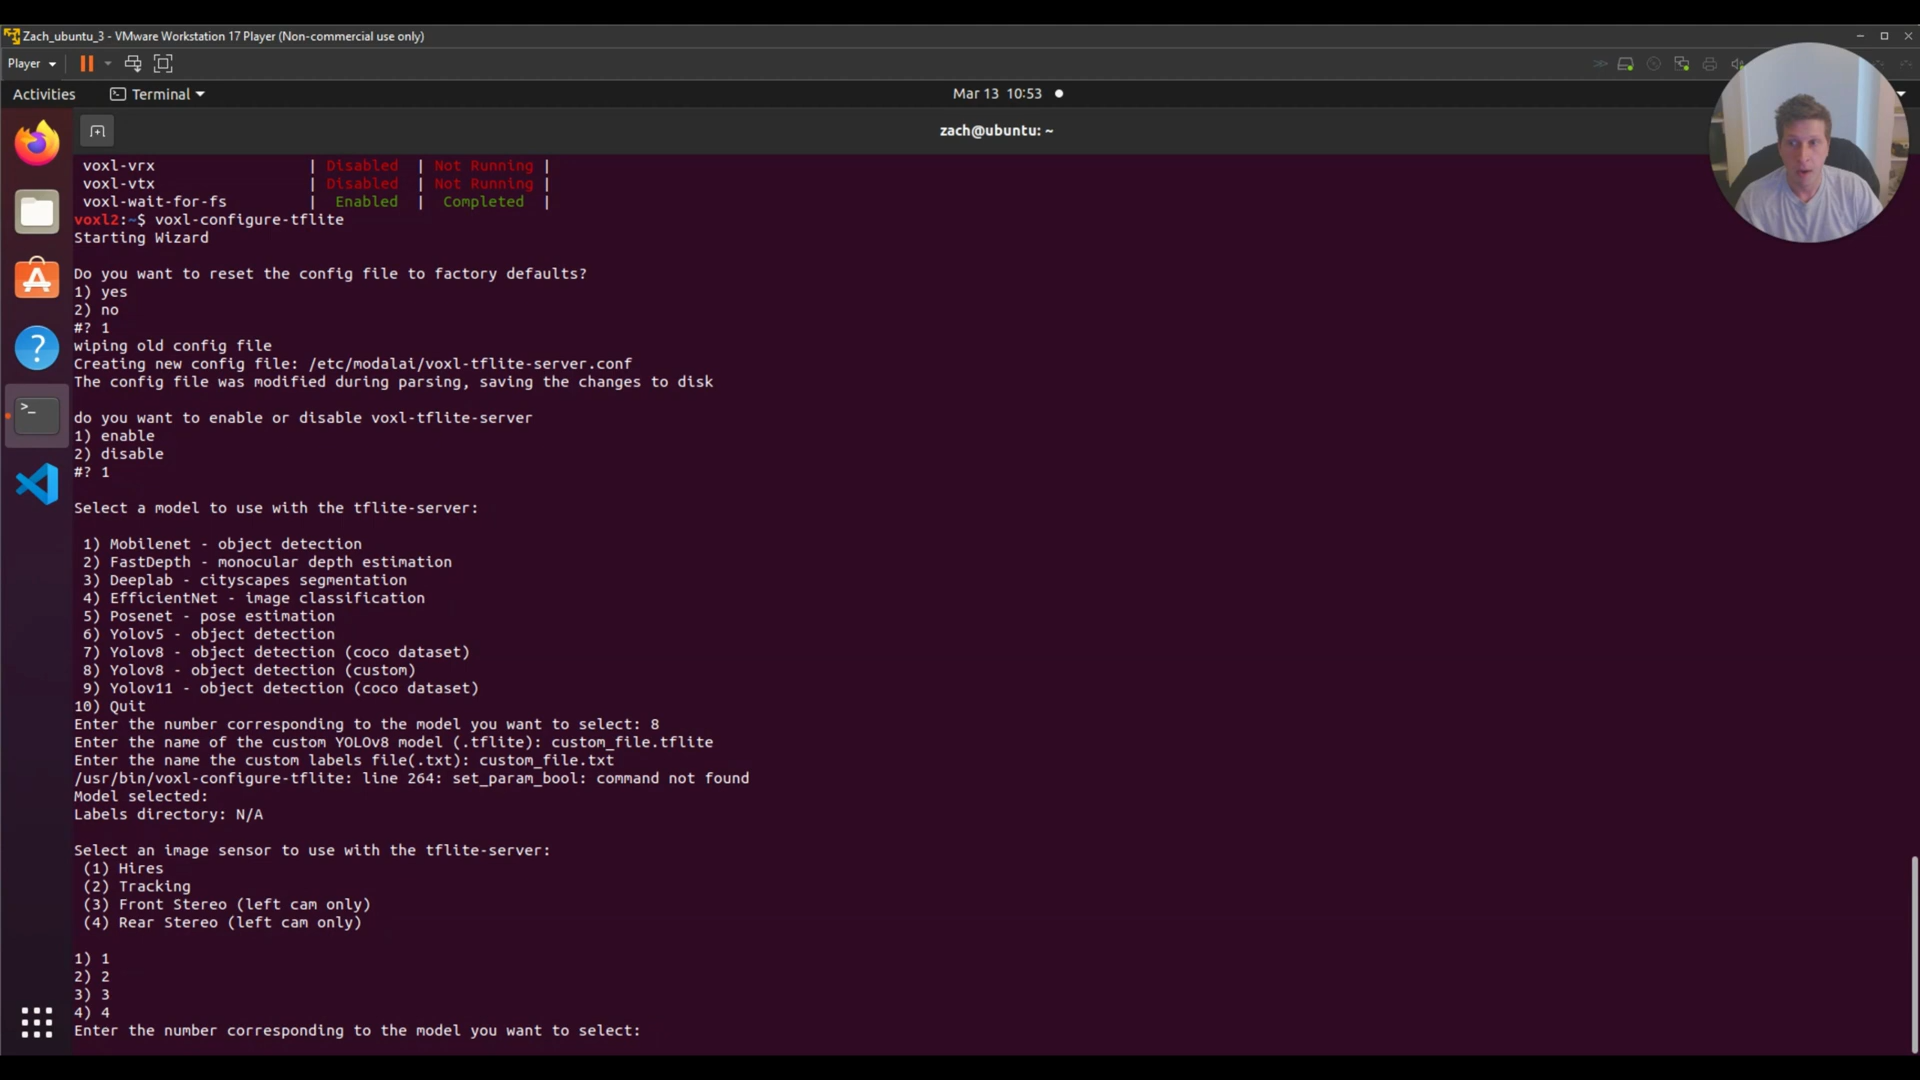 Zach_ubuntu_3 - VMware Workstation 17 Player (Non-commercial use only)
Player
Activities
Terminal
Mar 13 10:53
zach@ubuntu: ~
voxl-vrx | Disabled | Not Running |
voxl-vtx | Disabled | Not Running |
voxl-wait-for-fs | Enabled | Completed |
voxl2:~$ voxl-configure-tflite
Starting Wizard
Do you want to reset the config file to factory defaults?
1) yes
2) no
#? 1
wiping old config file
Creating new config file: /etc/modalai/voxl-tflite-server.conf
The config file was modified during parsing, saving the changes to disk
do you want to enable or disable voxl-tflite-server
1) enable
2) disable
#? 1
Select a model to use with the tflite-server:
1) Mobilenet - object detection
2) FastDepth - monocular depth estimation
3) Deeplab - cityscapes segmentation
4) EfficientNet - image classification
5) Posenet - pose estimation
6) Yolov5 - object detection
7) Yolov8 - object detection (coco dataset)
8) Yolov8 - object detection (custom)
9) Yolov11 - object detection (coco dataset)
10) Quit
Enter the number corresponding to the model you want to select: 8
Enter the name of the custom YOLOv8 model (.tflite): custom_file.tflite
Enter the name the custom labels file(.txt): custom_file.txt
/usr/bin/voxl-configure-tflite: line 264: set_param_bool: command not found
Model selected:
Labels directory: N/A
Select an image sensor to use with the tflite-server:
(1) Hires
(2) Tracking
(3) Front Stereo (left cam only)
(4) Rear Stereo (left cam only)
1) 1
2) 2
3) 3
4) 4
Enter the number corresponding to the model you want to select: